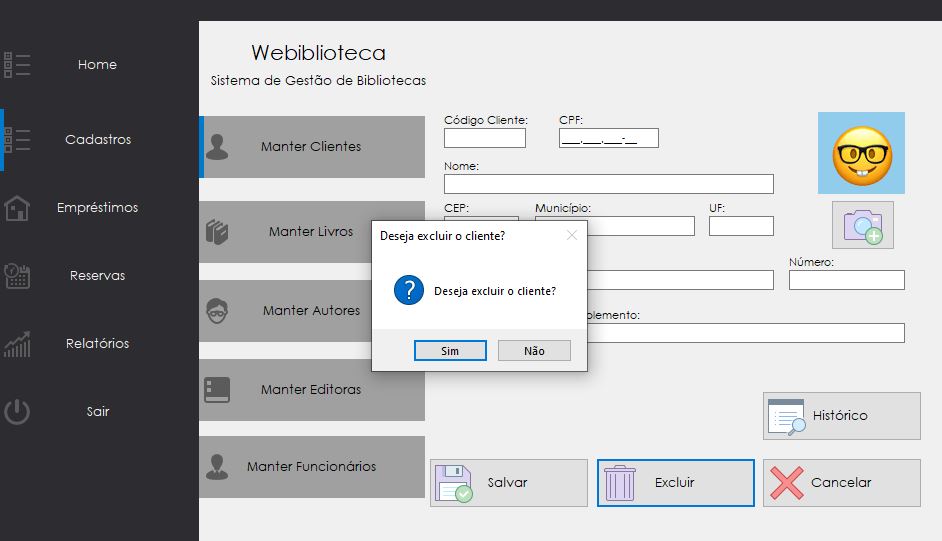 Webiblioteca
Sistema de Gestão de Bibliotecas
Home
Cadastros
Empréstimos
Reservas
Relatórios
Sair
Manter Clientes
Manter Livros
Manter Autores
Manter Editoras
Manter Funcionários
Código Cliente:
CPF:
___.___.___-__
Nome:
CEP:
Município:
UF:
Número:
plemento:
Deseja excluir o cliente?
?
Deseja excluir o cliente?
Sim
Não
Histórico
Salvar
Excluir
Cancelar